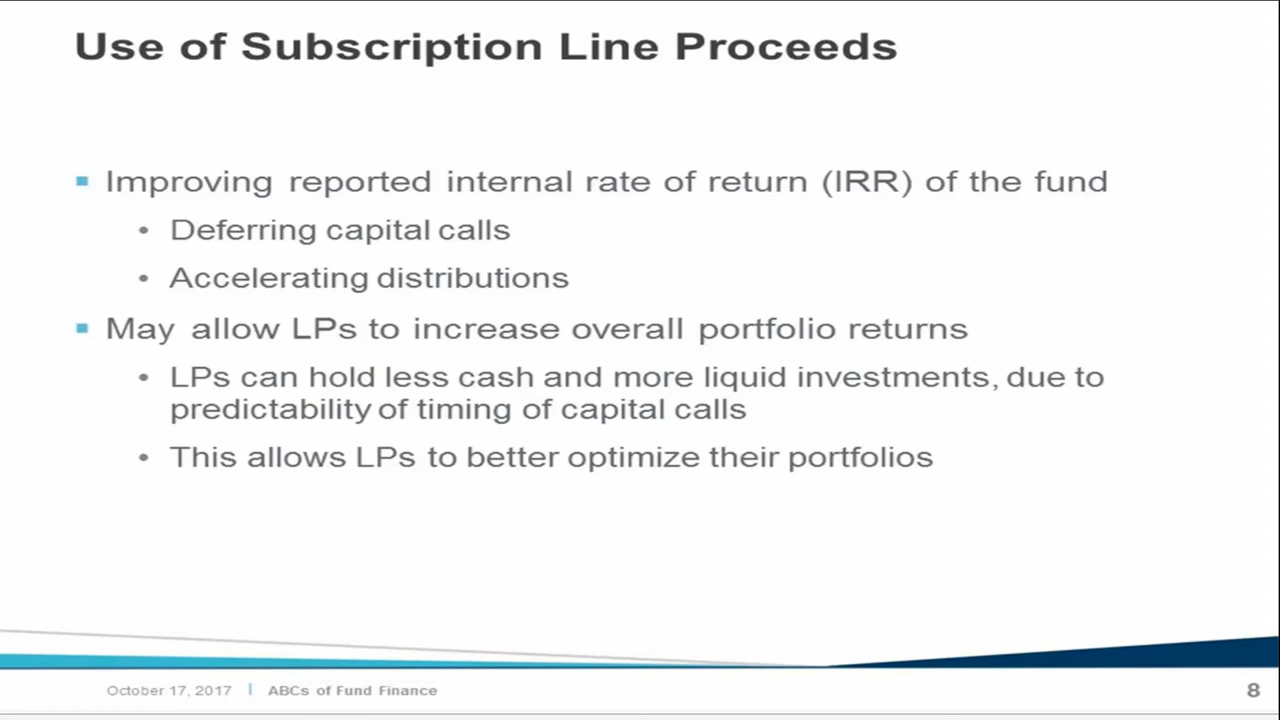 Use of Subscription Line Proceeds
▪ Improving reported internal rate of return (IRR) of the fund
• Deferring capital calls
• Accelerating distributions
▪ May allow LPs to increase overall portfolio returns
• LPs can hold less cash and more liquid investments, due to
predictability of timing of capital calls
• This allows LPs to better optimize their portfolios
October 17, 2017 | ABCs of Fund Finance
8